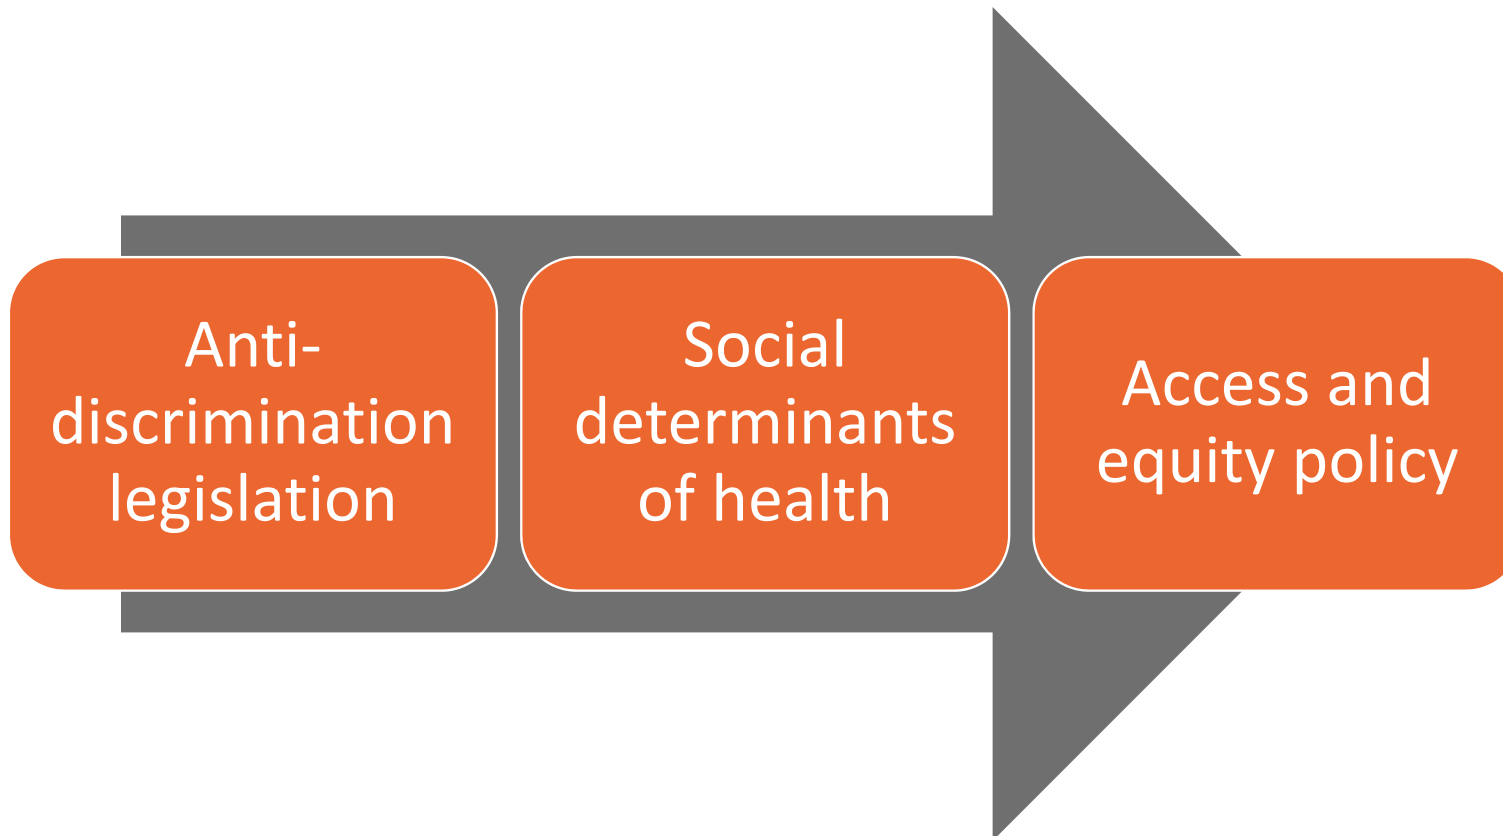 Anti-
discrimination
legislation
Social
determinants
of health
Access and
equity policy